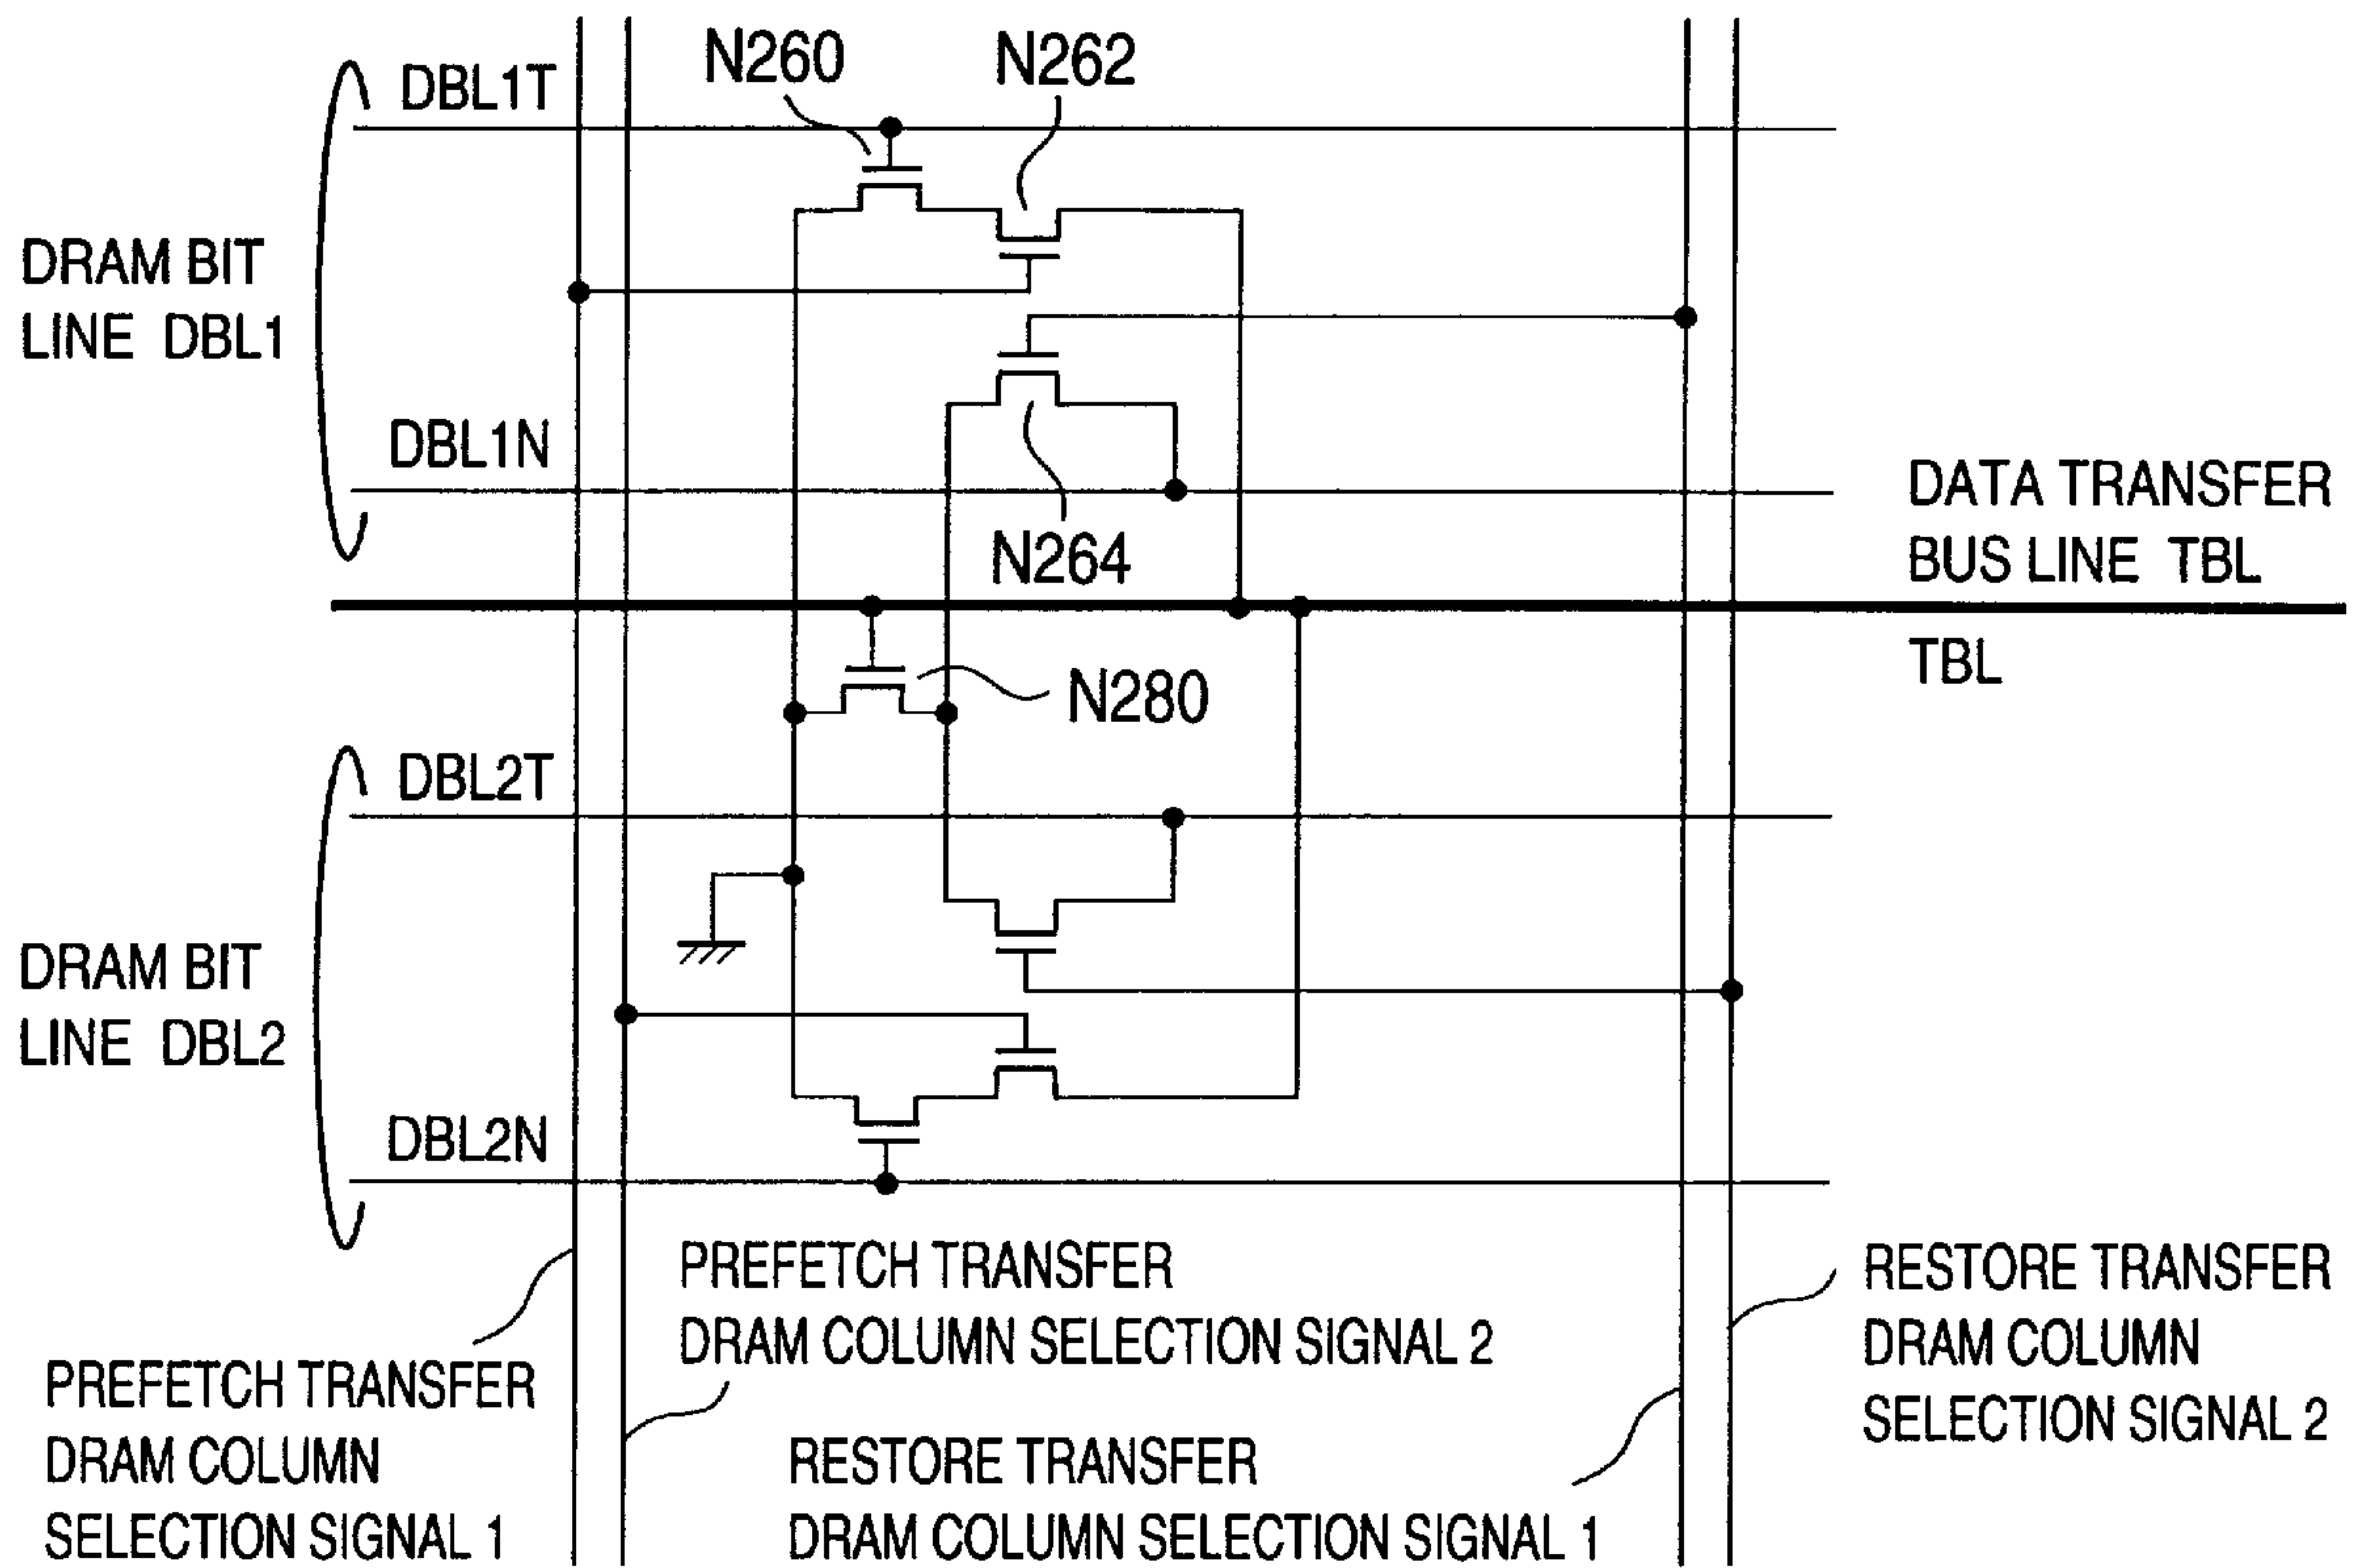 N260
N262
DBL1T
DRAM BIT
LINE DBL1
DBL1N
N264
DATA TRANSFER
BUS LINE TBL
TBL
N280
DBL2T
DRAM BIT
LINE DBL2
DBL2N
PREFETCH TRANSFER
DRAM COLUMN SELECTION SIGNAL 2
RESTORE TRANSFER
DRAM COLUMN
SELECTION SIGNAL 2
PREFETCH TRANSFER
DRAM COLUMN
SELECTION SIGNAL 1
RESTORE TRANSFER
DRAM COLUMN SELECTION SIGNAL 1